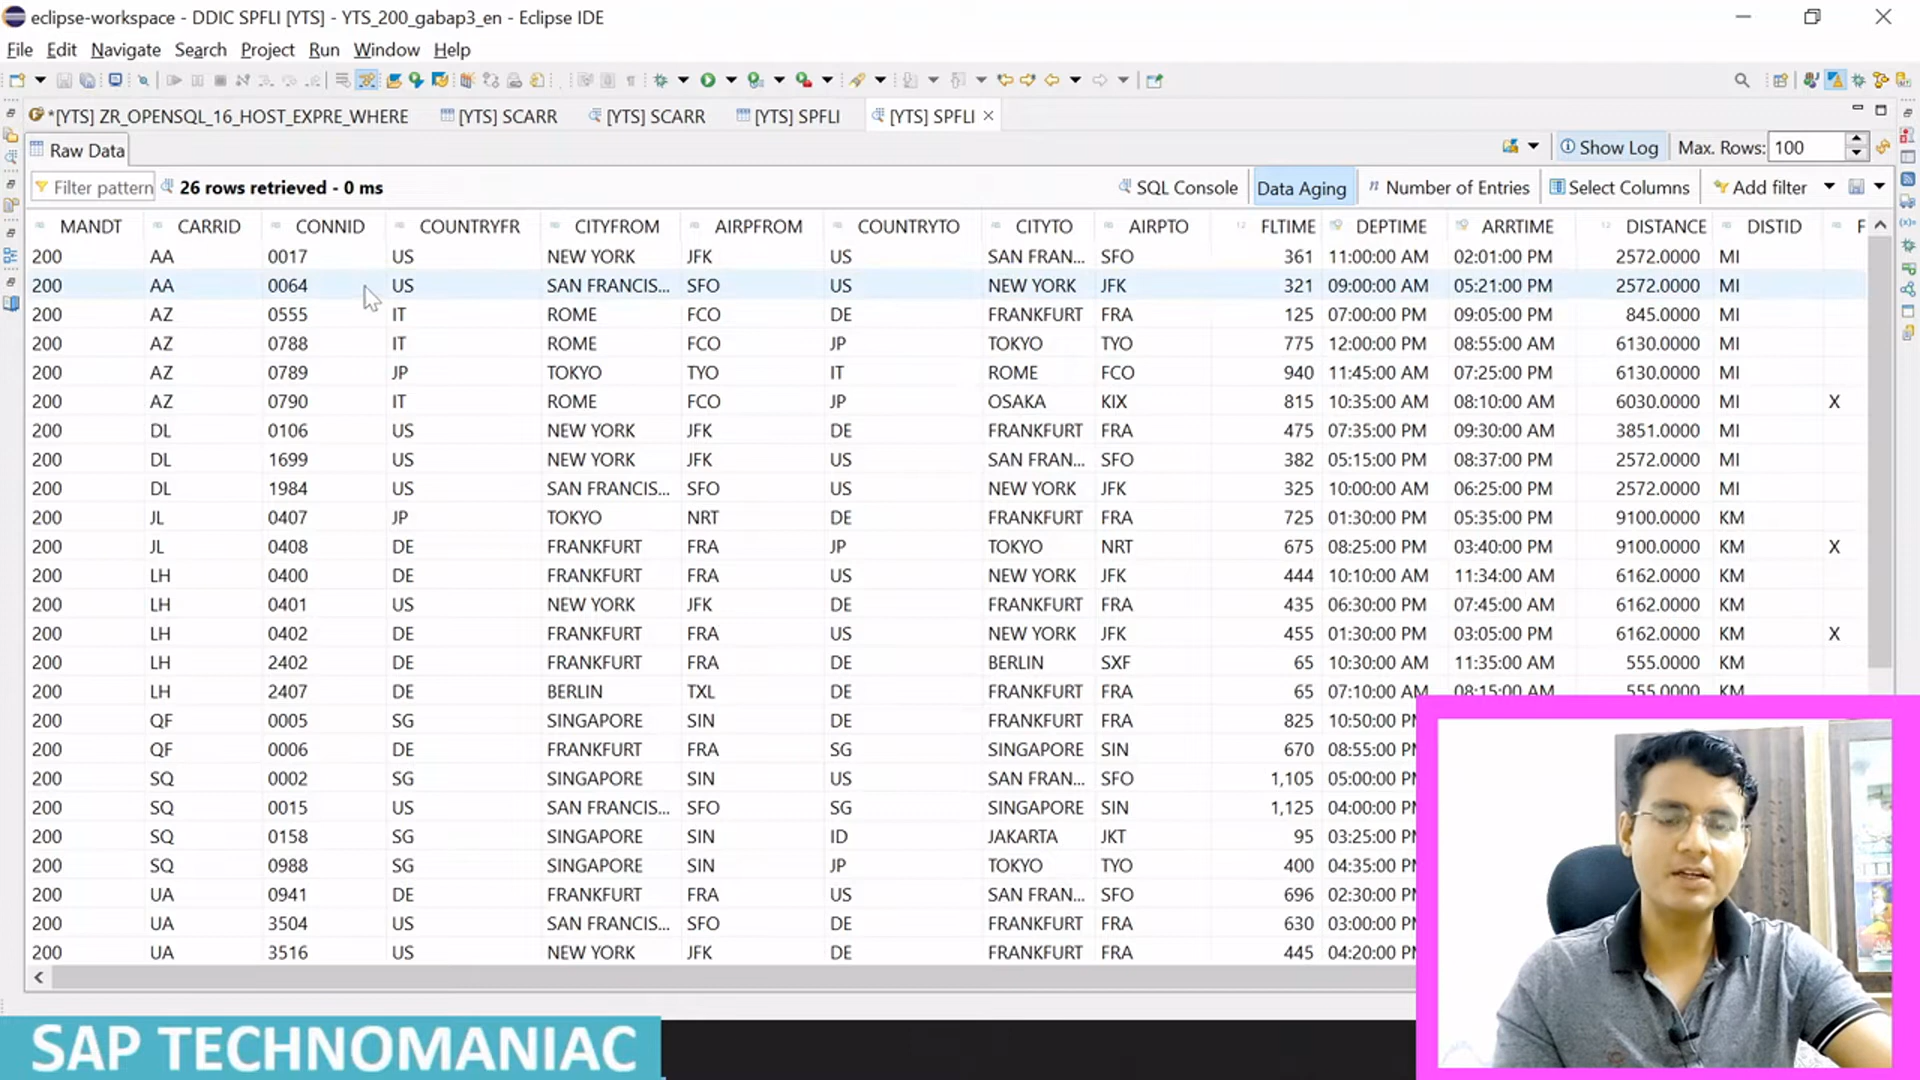 eclipse-workspace - DDIC SPFLI [YTS] - YTS_200_gabap3_en - Eclipse IDE
File Edit Navigate Search Project Run Window Help
*[YTS] ZR_OPENSQL_16_HOST_EXPRE_WHERE [YTS] SCARR [YTS] SCARR [YTS] SPFLI [YTS] SPFLI
Raw Data Show Log Max. Rows: 100
Filter pattern 26 rows retrieved - 0 ms SQL Console Data Aging Number of Entries Select Columns Add filter
MANDT CARRID CONNID COUNTRYFR CITYFROM AIRPFROM COUNTRYTO CITYTO AIRPTO FLTIME DEPTIME ARRTIME DISTANCE DISTID F
200 AA 0017 US NEW YORK JFK US SAN FRAN... SFO 361 11:00:00 AM 02:01:00 PM 2572.0000 MI
200 AA 0064 US SAN FRANCIS... SFO US NEW YORK JFK 321 09:00:00 AM 05:21:00 PM 2572.0000 MI
200 AZ 0555 IT ROME FCO DE FRANKFURT FRA 125 07:00:00 PM 09:05:00 PM 845.0000 MI
200 AZ 0788 IT ROME FCO JP TOKYO TYO 775 12:00:00 PM 08:55:00 AM 6130.0000 MI
200 AZ 0789 JP TOKYO TYO IT ROME FCO 940 11:45:00 AM 07:25:00 PM 6130.0000 MI
200 AZ 0790 IT ROME FCO JP OSAKA KIX 815 10:35:00 AM 08:10:00 AM 6030.0000 MI X
200 DL 0106 US NEW YORK JFK DE FRANKFURT FRA 475 07:35:00 PM 09:30:00 AM 3851.0000 MI
200 DL 1699 US NEW YORK JFK US SAN FRAN... SFO 382 05:15:00 PM 08:37:00 PM 2572.0000 MI
200 DL 1984 US SAN FRANCIS... SFO US NEW YORK JFK 325 10:00:00 AM 06:25:00 PM 2572.0000 MI
200 JL 0407 JP TOKYO NRT DE FRANKFURT FRA 725 01:30:00 PM 05:35:00 PM 9100.0000 KM
200 JL 0408 DE FRANKFURT FRA JP TOKYO NRT 675 08:25:00 PM 03:40:00 PM 9100.0000 KM X
200 LH 0400 DE FRANKFURT FRA US NEW YORK JFK 444 10:10:00 AM 11:34:00 AM 6162.0000 KM
200 LH 0401 US NEW YORK JFK DE FRANKFURT FRA 435 06:30:00 PM 07:45:00 AM 6162.0000 KM
200 LH 0402 DE FRANKFURT FRA US NEW YORK JFK 455 01:30:00 PM 03:05:00 PM 6162.0000 KM X
200 LH 2402 DE FRANKFURT FRA DE BERLIN SXF 65 10:30:00 AM 11:35:00 AM 555.0000 KM
200 LH 2407 DE BERLIN TXL DE FRANKFURT FRA 65 07:10:00 AM 08:15:00 AM 555.0000 KM
200 QF 0005 SG SINGAPORE SIN DE FRANKFURT FRA 825 10:50:00 PM
200 QF 0006 DE FRANKFURT FRA SG SINGAPORE SIN 670 08:55:00 PM
200 SQ 0002 SG SINGAPORE SIN US SAN FRAN... SFO 1,105 05:00:00 PM
200 SQ 0015 US SAN FRANCIS... SFO SG SINGAPORE SIN 1,125 04:00:00 PM
200 SQ 0158 SG SINGAPORE SIN ID JAKARTA JKT 95 03:25:00 PM
200 SQ 0988 SG SINGAPORE SIN JP TOKYO TYO 400 04:35:00 PM
200 UA 0941 DE FRANKFURT FRA US SAN FRAN... SFO 696 02:30:00 PM
200 UA 3504 US SAN FRANCIS... SFO DE FRANKFURT FRA 630 03:00:00 PM
200 UA 3516 US NEW YORK JFK DE FRANKFURT FRA 445 04:20:00 PM
SAP TECHNOMANIAC